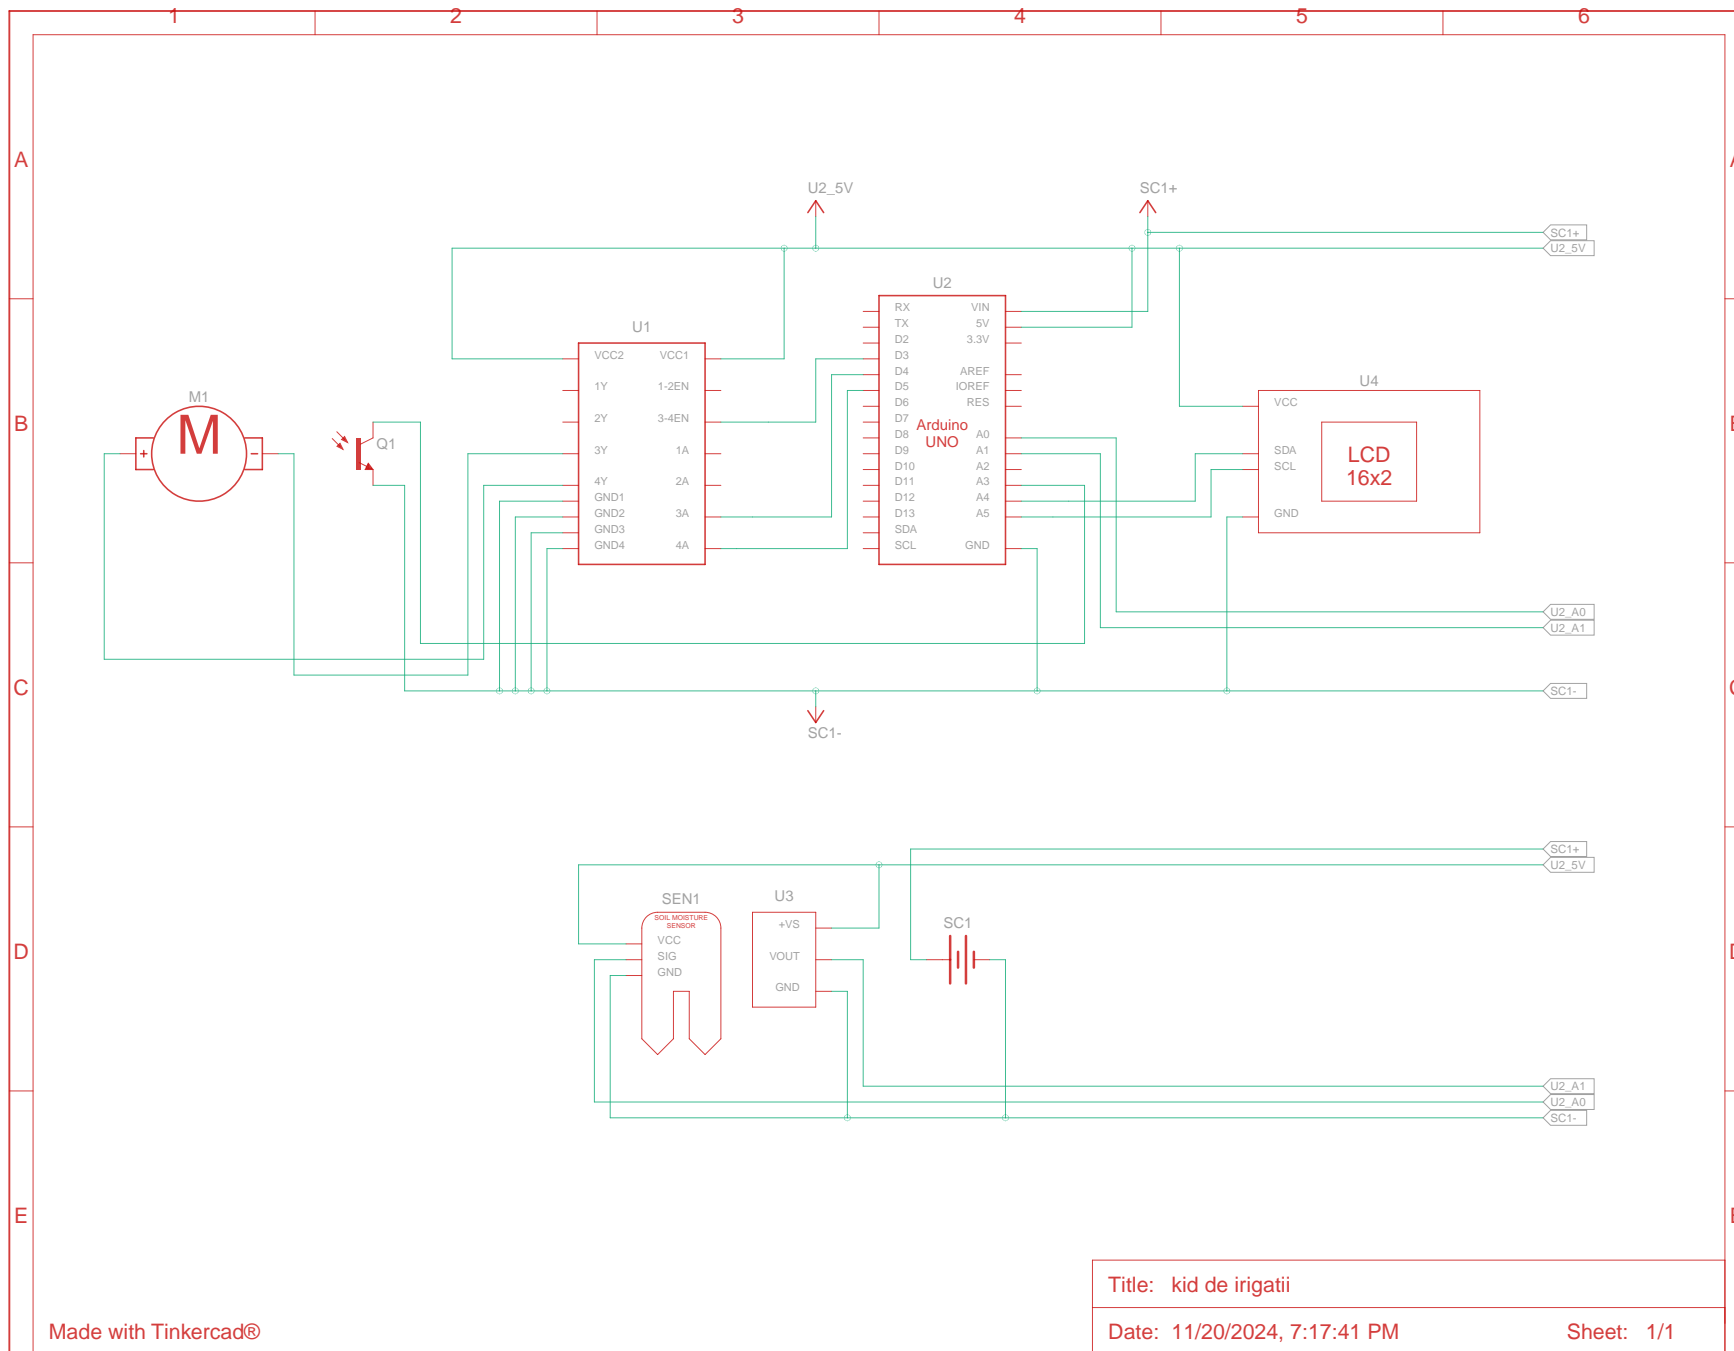 1 2 3 4 5 6
A A
U2_5V SC1+
SC1+
U2_5V
U2
U1
RX VIN
TX 5V
D2 3.3V
D3
D4 AREF
D5 IOREF
D6 RES
D7
D8 A0
D9 A1
D10 A2
D11 A3
D12 A4
D13 A5
SDA
SCL GND
Arduino
UNO
VCC2 VCC1
1Y 1-2EN
2Y 3-4EN
3Y 1A
4Y 2A
GND1
GND2 3A
GND3
GND4 4A
U4
VCC
SDA
SCL
GND
LCD
16x2
B
M1
M
+ -
Q1
U2_A0
U2_A1
C
SC1-
SC1-
SC1+
U2_5V
SEN1
SOIL MOISTURE
SENSOR
VCC
SIG
GND
U3
+VS
VOUT
GND
SC1
D
U2_A1
U2_A0
SC1-
E
Title: kid de irigatii
Made with Tinkercad®
Date: 11/20/2024, 7:17:41 PM Sheet: 1/1